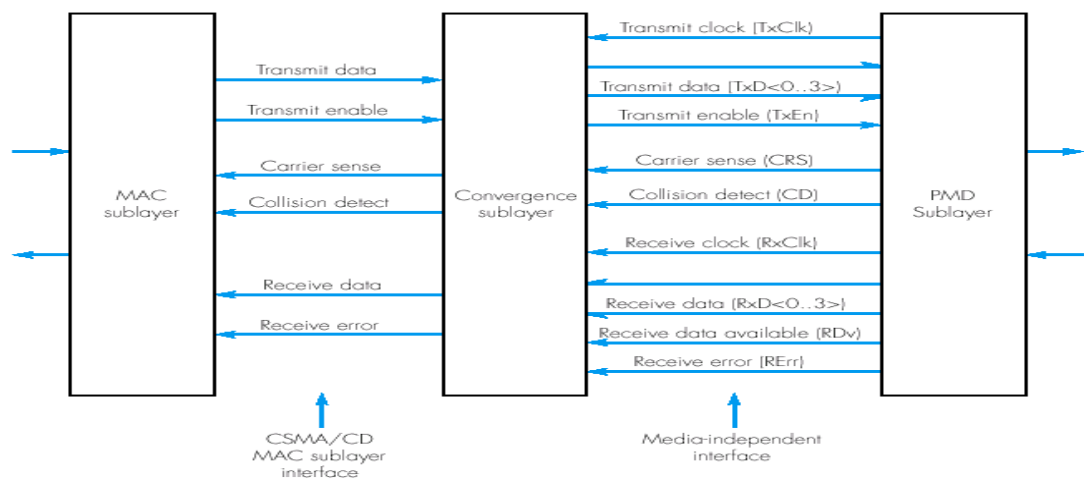 Transmit clock (TxClk)
Transmit data
Transmit data (TxD<0..3>)
Transmit enable
Transmit enable (TxEn)
Carrier sense
Carrier sense (CRS)
MAC
sublayer
Convergence
sublayer
PMD
Sublayer
Collision detect
Collision detect (CD)
Receive clock (RxClk)
Receive data
Receive data (RxD<0..3>)
Receive error
Receive data available (RDv)
Receive error (RErr)
CSMA/CD
MAC sublayer
interface
Media-independent
interface